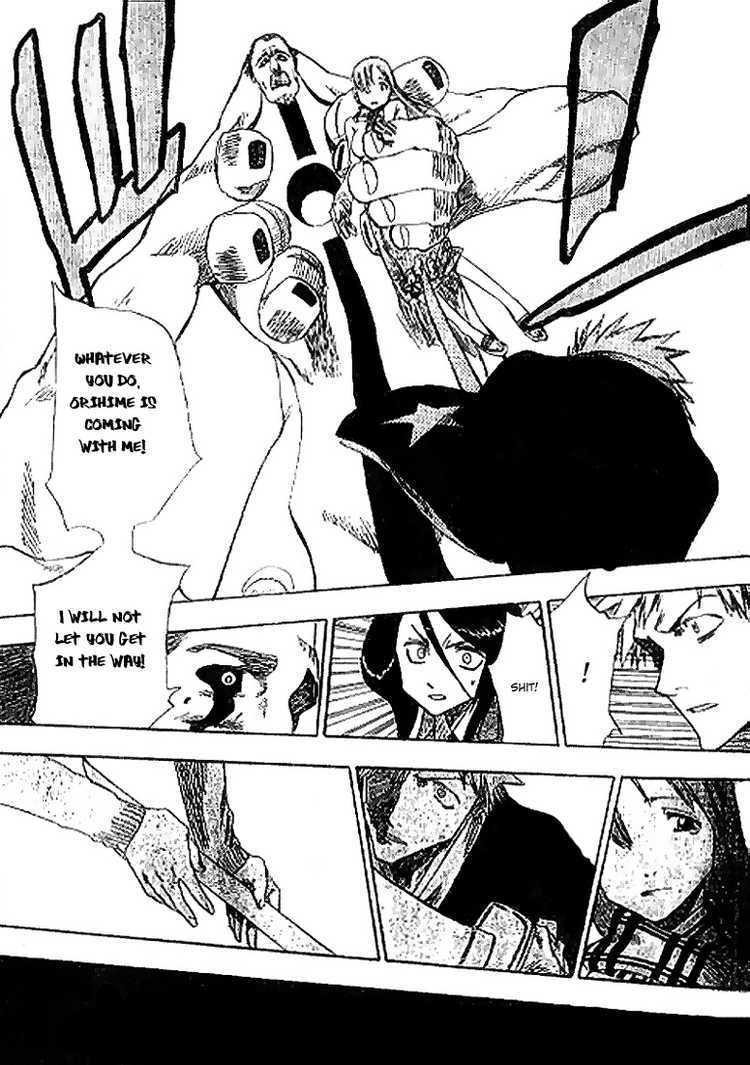 WHATEVER
YOU DO,
ORIHIME IS
COMING
WITH ME!
I WILL NOT
LET YOU GET
IN THE WAY!
SHIT!
!